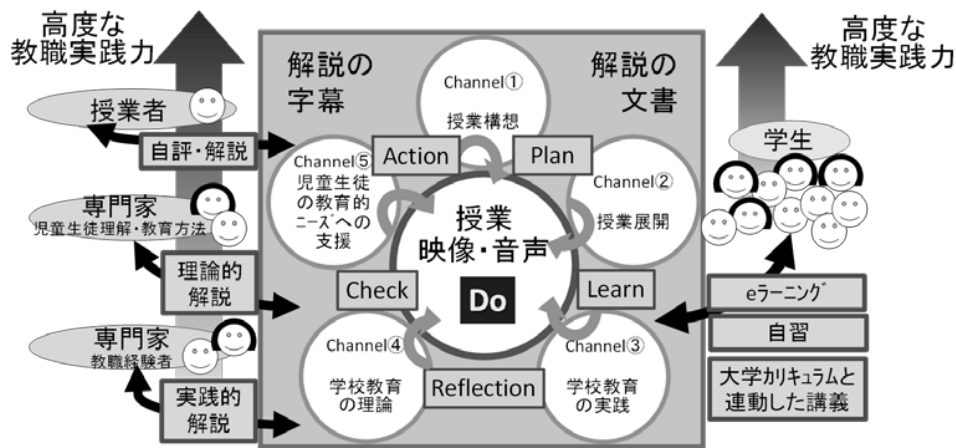 高度な
教職実践力
授業者
自評・解説
専門家
児童生徒理解・教育方法
理論的
解説
専門家
教職経験者
実践的
解説
解説の
字幕
解説の
文書
Channel①
授業構想
Action
Plan
Channel⑤
児童生徒
の教育的
ニーズへの
支援
Channel②
授業展開
授業
映像・音声
Do
Check
Learn
Channel④
学校教育
の理論
Reflection
Channel③
学校教育
の実践
高度な
教職実践力
学生
eラーニング
自習
大学カリキュラムと
連動した講義